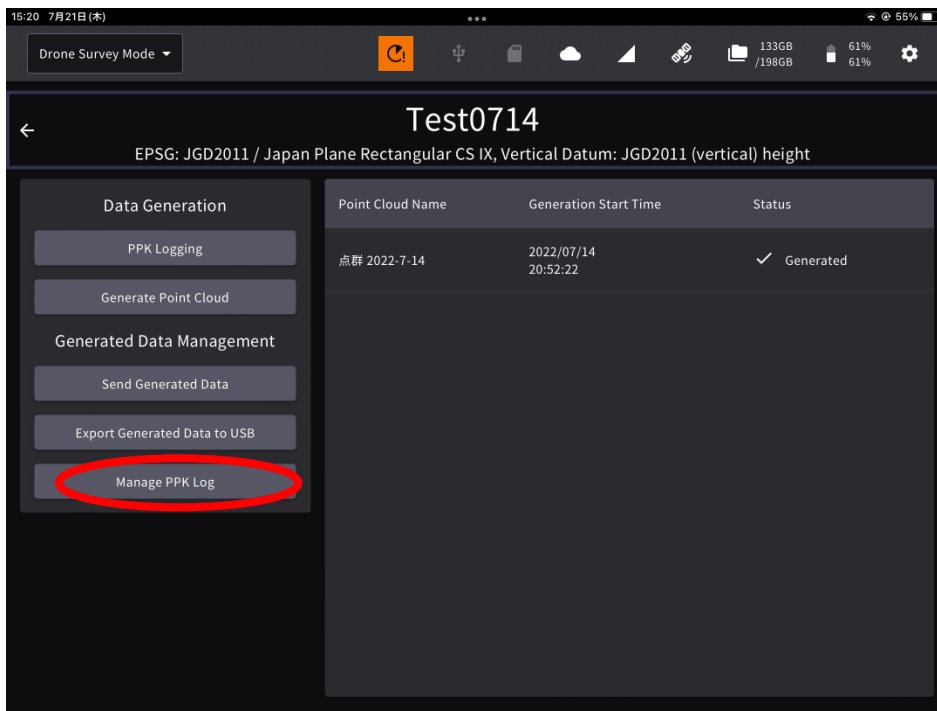 15:20 7月21日(木)
55%
Drone Survey Mode
133GB
/198GB
61%
61%
Test0714
EPSG: JGD2011 / Japan Plane Rectangular CS IX, Vertical Datum: JGD2011 (vertical) height
Data Generation
PPK Logging
Generate Point Cloud
Generated Data Management
Send Generated Data
Export Generated Data to USB
Manage PPK Log
Point Cloud Name Generation Start Time Status
点群 2022-7-14
2022/07/14
20:52:22
Generated